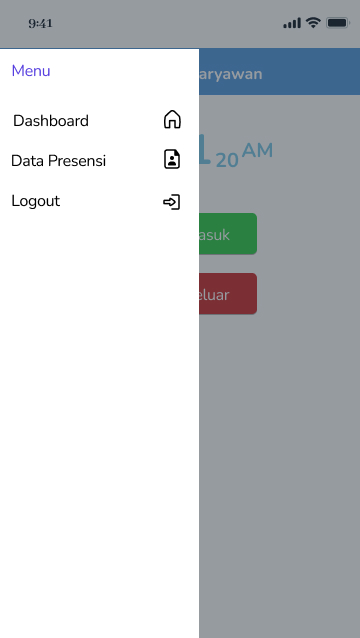 9:41
Menu
aryawan
Dashboard
20 AM
Data Presensi
Logout
asuk
eluar